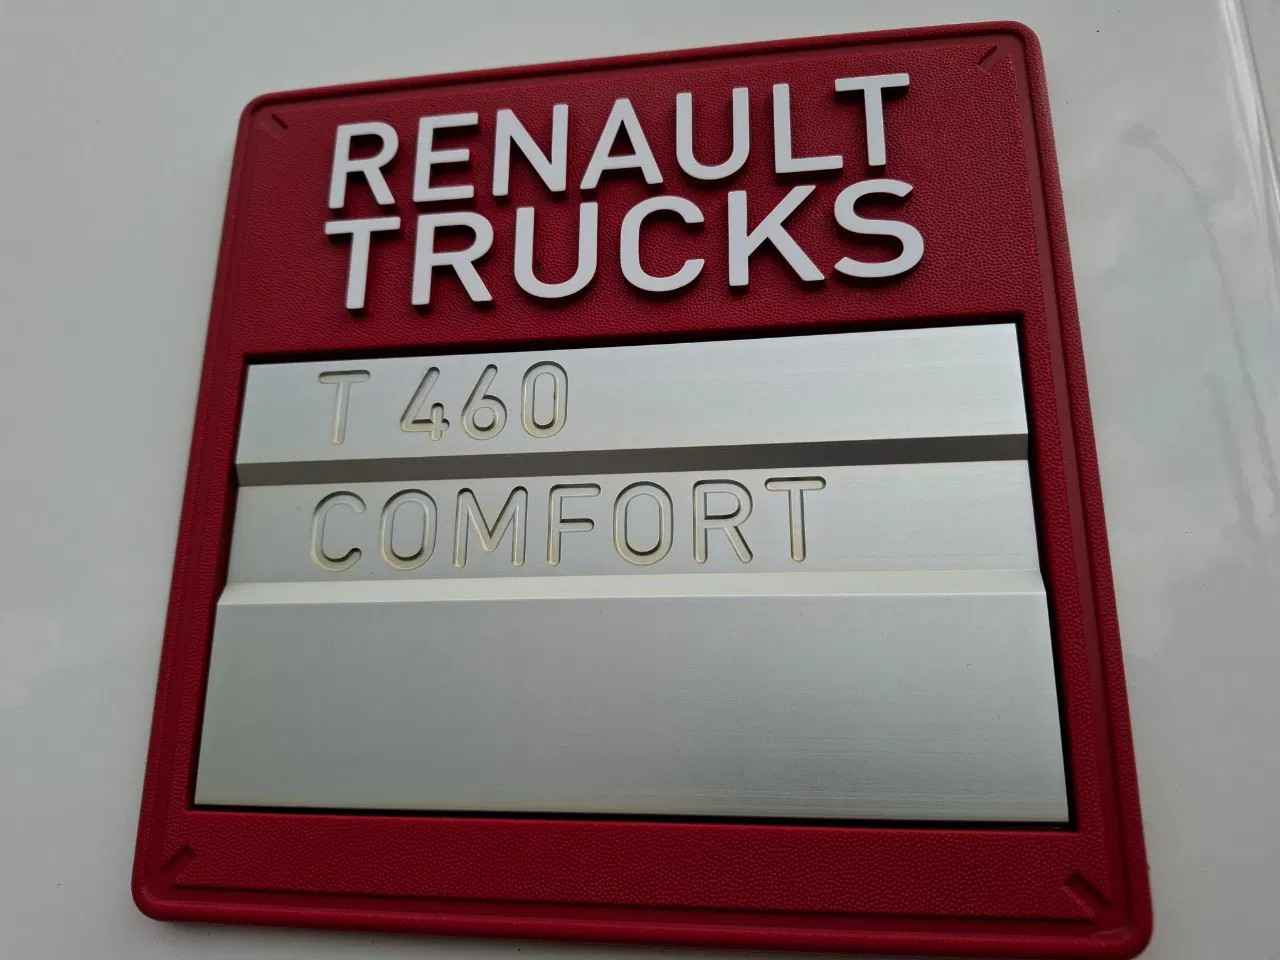 RENAULT
TRUCKS
T 460
COMFORT